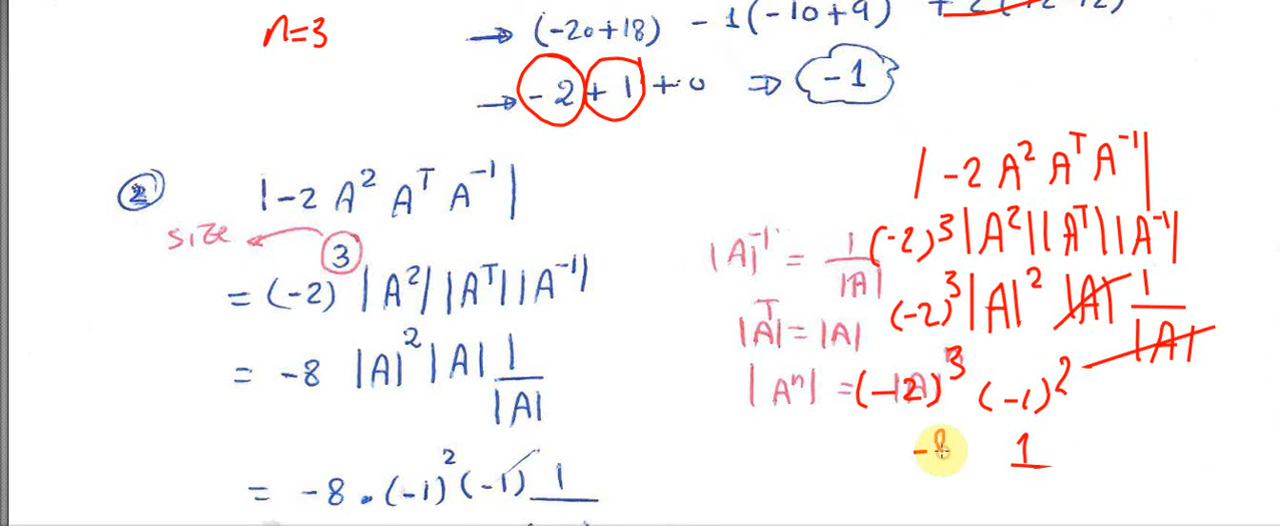 n=3
→ (-20+18) - 1(-10+9)
→ -2 + 1 + 0 ⇒ -1
② |-2 A² Aᵀ A⁻¹|
size ← ③
= (-2)³ |A²| |Aᵀ| |A⁻¹|
= -8 |A|² |A| 1/|A|
= -8 . (-1)² (-1) 1
|A|⁻¹ = 1/|A|
|A|ᵀ = |A|
|Aⁿ| =
|-2 A² Aᵀ A⁻¹|
(-2)³ |A²| |Aᵀ| |A⁻¹|
(-2)³ |A|² |A| 1/|A|
(-2)³ (-1)²
-8 1